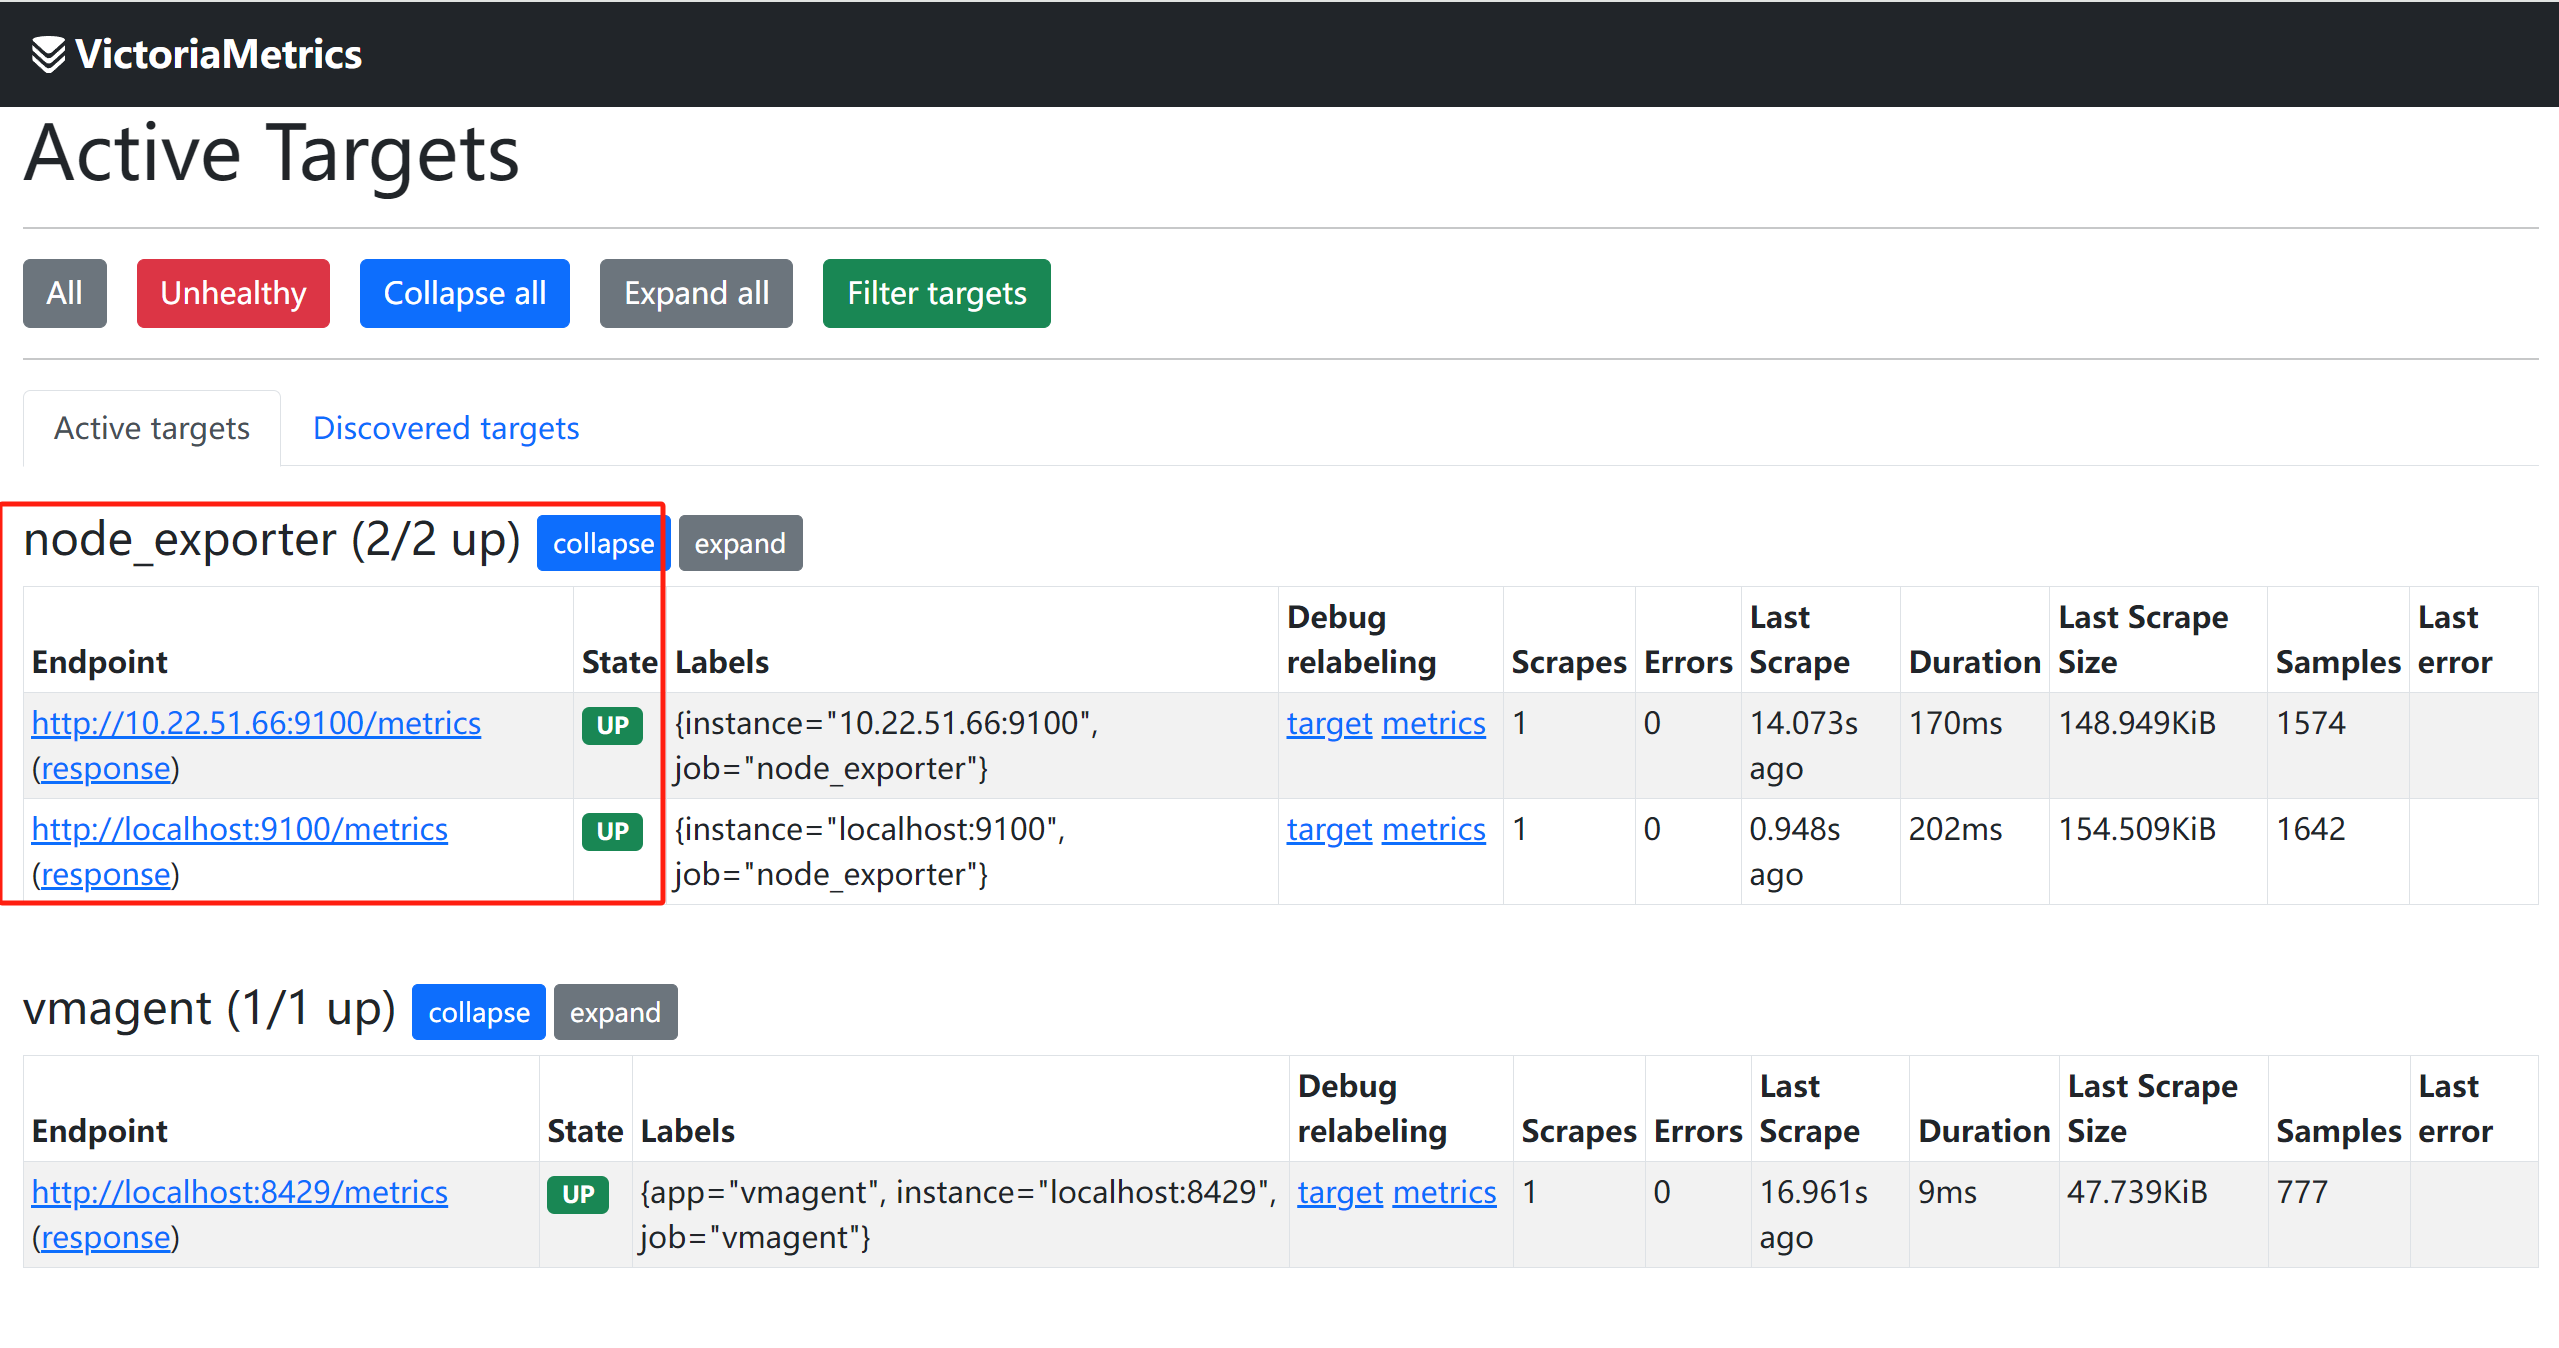 VictoriaMetrics
Active Targets
All Unhealthy Collapse all Expand all Filter targets
Active targets Discovered targets
node_exporter (2/2 up) collapse expand
Endpoint State Labels Debug relabeling Scrapes Errors Last Scrape Duration Last Scrape Size Samples Last error
http://10.22.51.66:9100/metrics (response) UP {instance="10.22.51.66:9100", job="node_exporter"} target metrics 1 0 14.073s ago 170ms 148.949KiB 1574
http://localhost:9100/metrics (response) UP {instance="localhost:9100", job="node_exporter"} target metrics 1 0 0.948s ago 202ms 154.509KiB 1642
vmagent (1/1 up) collapse expand
Endpoint State Labels Debug relabeling Scrapes Errors Last Scrape Duration Last Scrape Size Samples Last error
http://localhost:8429/metrics (response) UP {app="vmagent", instance="localhost:8429", job="vmagent"} target metrics 1 0 16.961s ago 9ms 47.739KiB 777